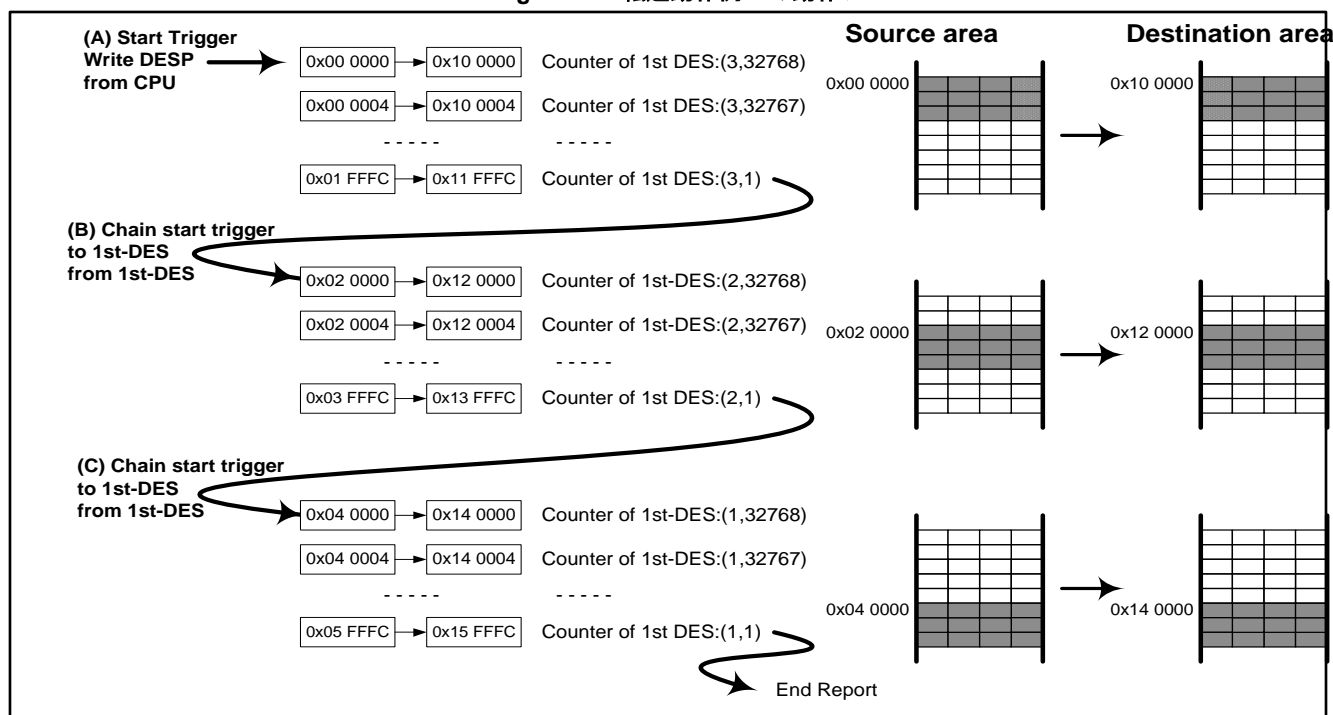 (A) Start Trigger
Write DESP
from CPU
0x00 0000 0x10 0000 Counter of 1st DES:(3,32768)
0x00 0004 0x10 0004 Counter of 1st DES:(3,32767)
- - - - - - - - - -
0x01 FFFC 0x11 FFFC Counter of 1st DES:(3,1)
(B) Chain start trigger
to 1st-DES
from 1st-DES
0x02 0000 0x12 0000 Counter of 1st-DES:(2,32768)
0x02 0004 0x12 0004 Counter of 1st-DES:(2,32767)
- - - - - - - - - -
0x03 FFFC 0x13 FFFC Counter of 1st DES:(2,1)
(C) Chain start trigger
to 1st-DES
from 1st-DES
0x04 0000 0x14 0000 Counter of 1st-DES:(1,32768)
0x04 0004 0x14 0004 Counter of 1st-DES:(1,32767)
- - - - - - - - - -
0x05 FFFC 0x15 FFFC Counter of 1st DES:(1,1)
End Report
Source area Destination area
0x00 0000 0x10 0000
0x02 0000 0x12 0000
0x04 0000 0x14 0000